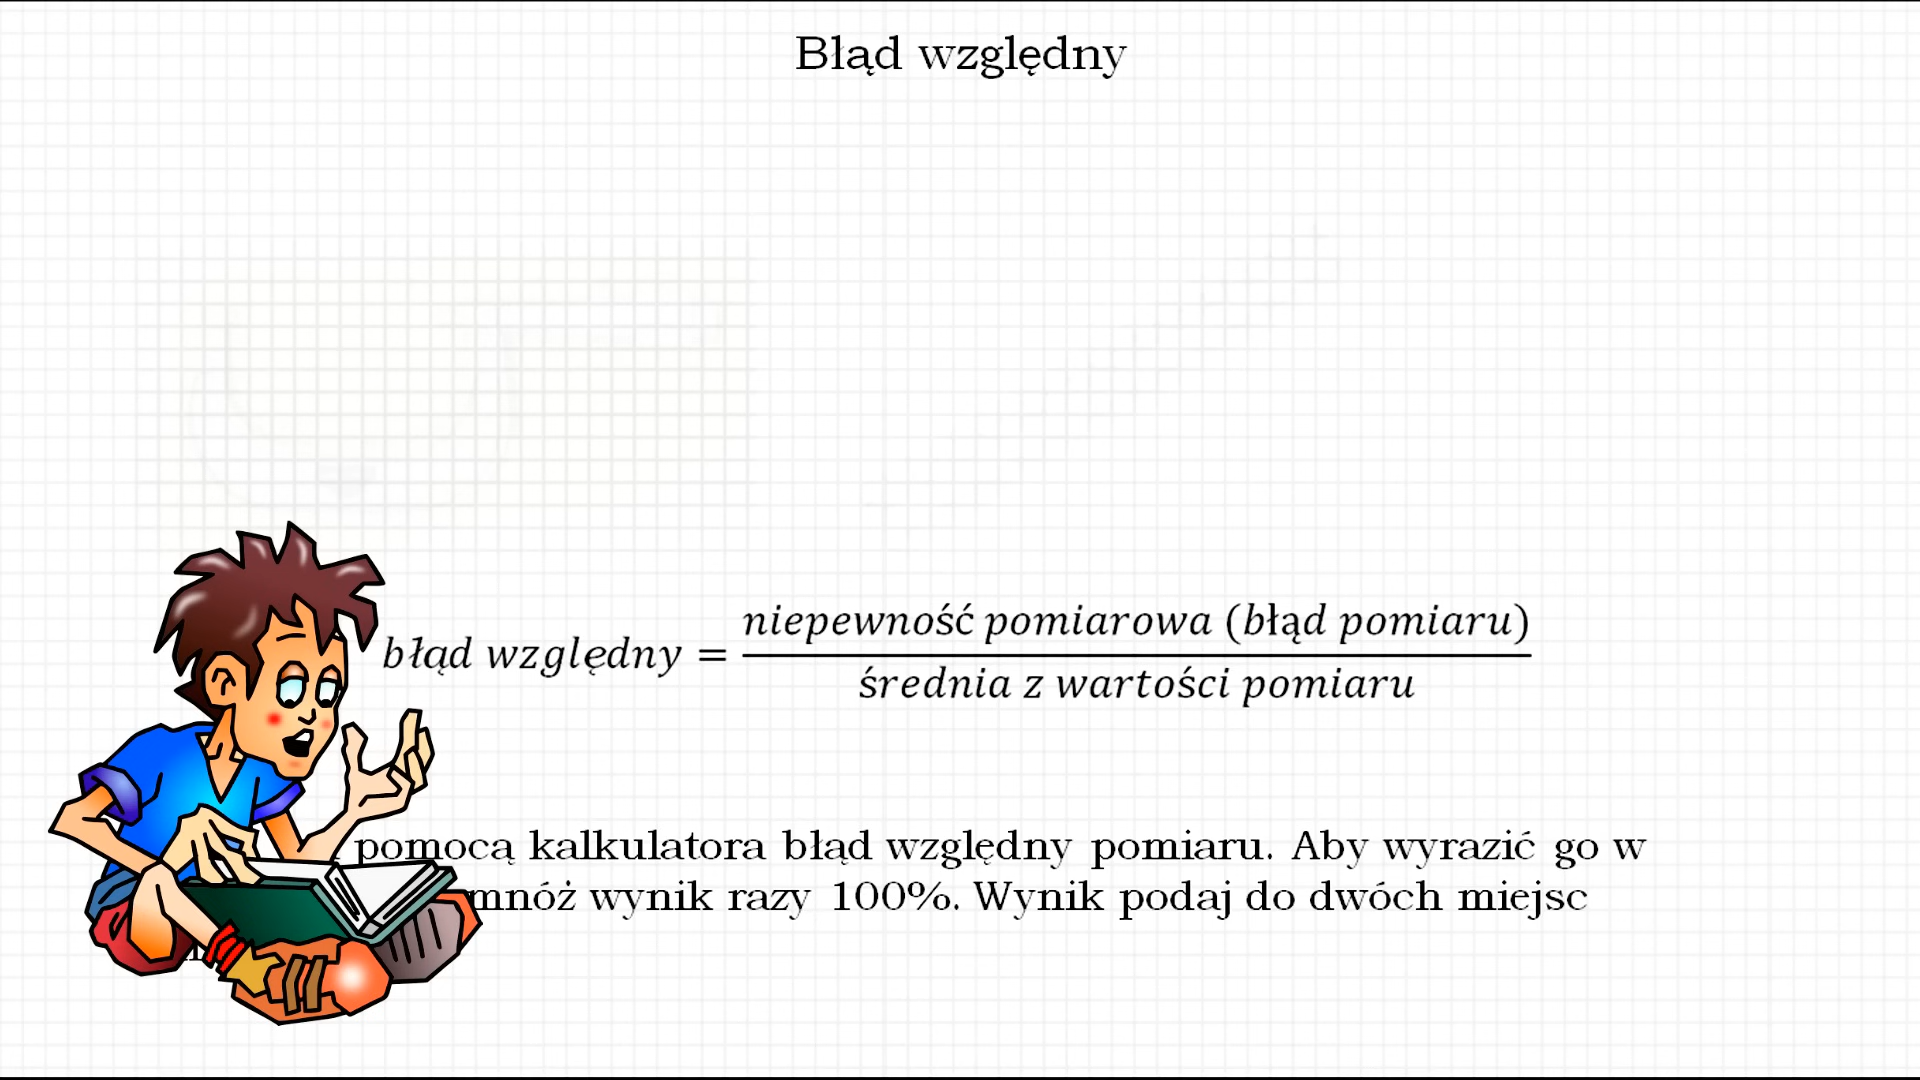 Błąd względny
błąd względny = niepewność pomiarowa (błąd pomiaru)
średnia z wartości pomiaru
pomocą kalkulatora błąd względny pomiaru. Aby wyrazić go w
mnóż wynik razy 100%. Wynik podaj do dwóch miejsc